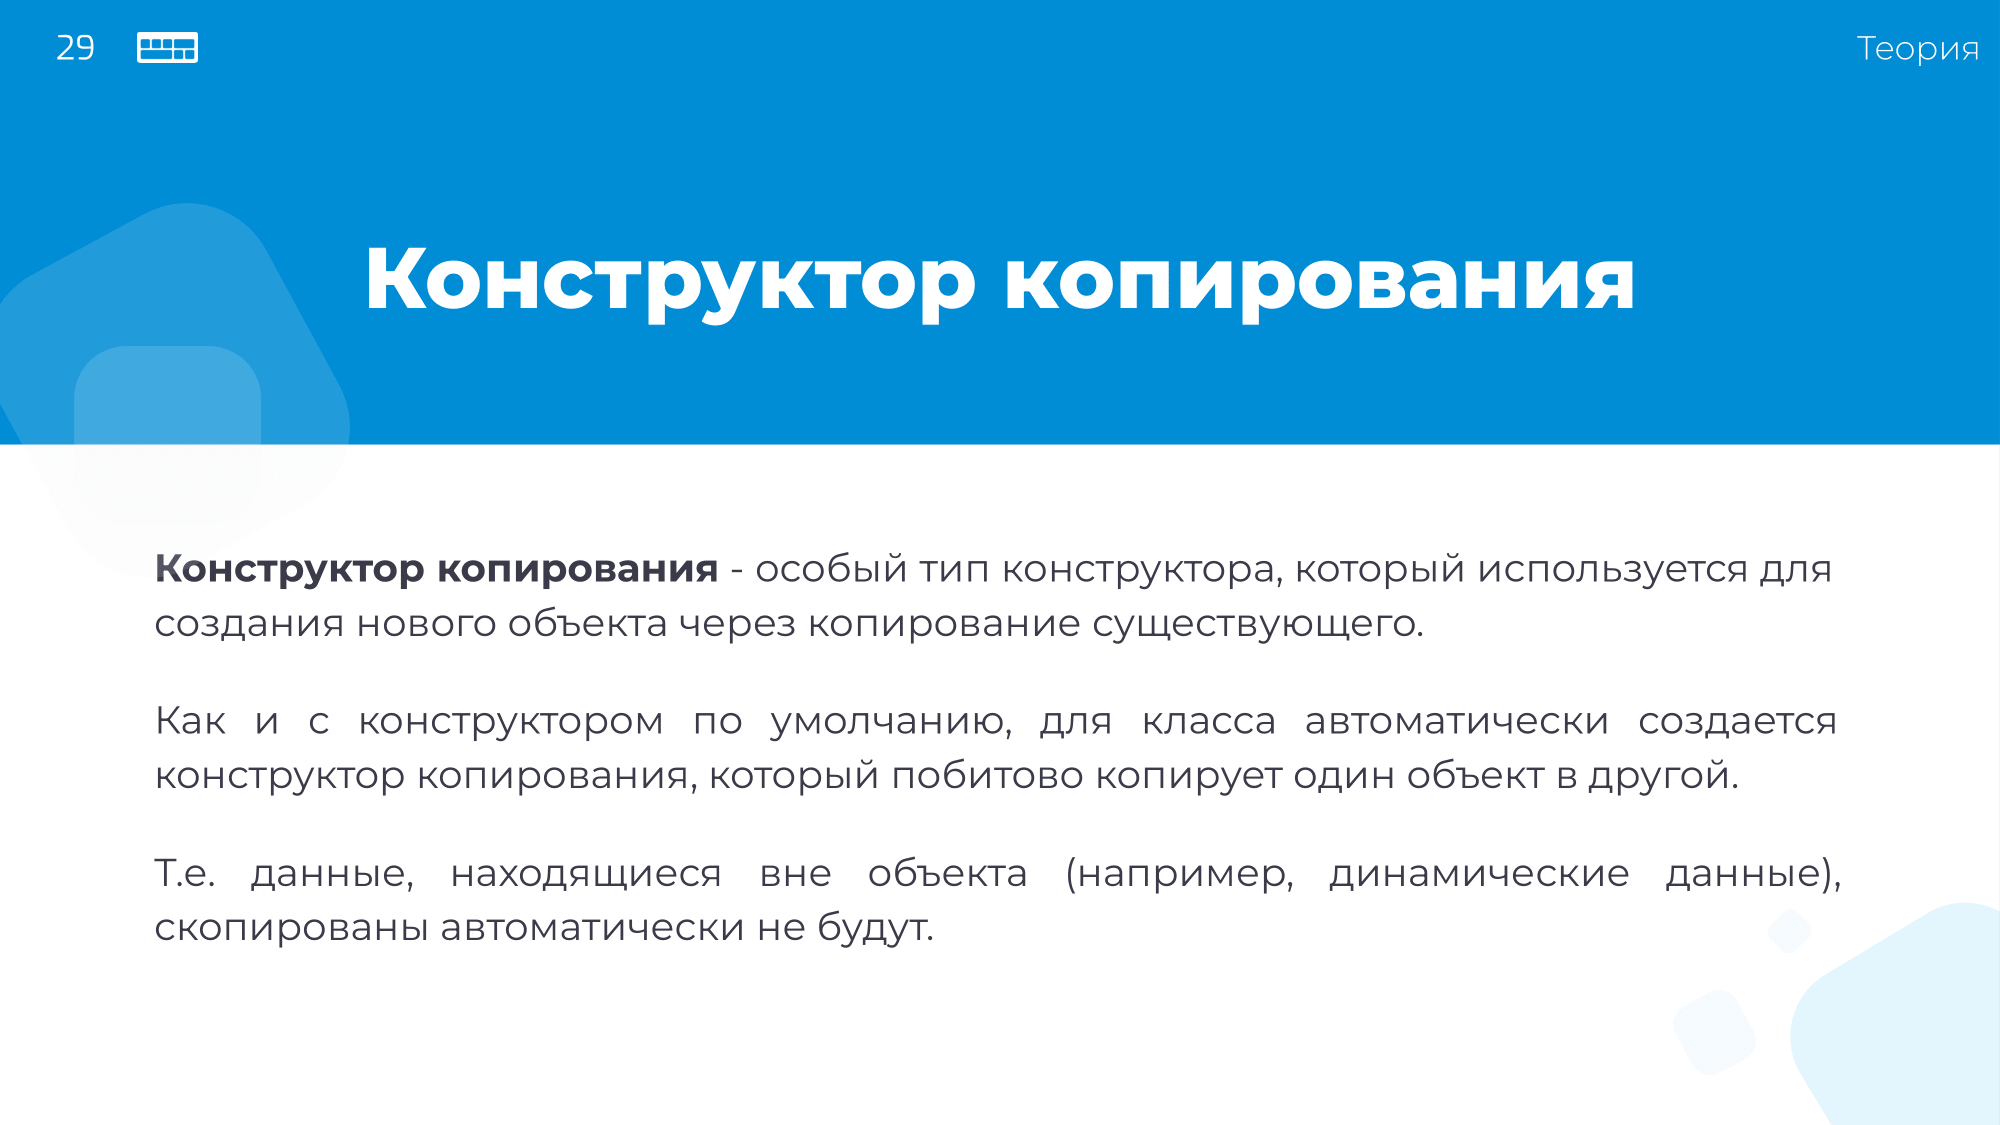 29
Теория
Конструктор копирования
Конструктор копирования - особый тип конструктора, который используется для
создания нового объекта через копирование существующего.
Как и с конструктором по умолчанию, для класса автоматически создается
конструктор копирования, который побитово копирует один объект в другой.
Т.е. данные, находящиеся вне объекта (например, динамические данные),
скопированы автоматически не будут.